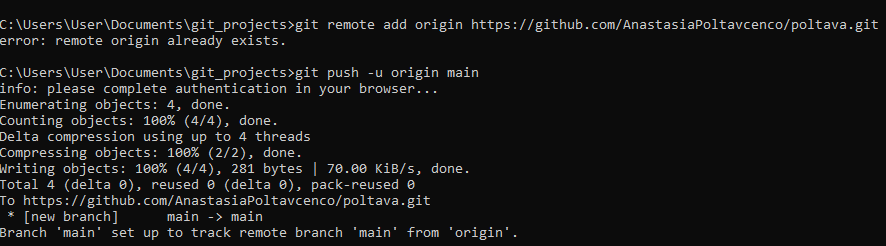 C:\Users\User\Documents\git_projects>git remote add origin https://github.com/AnastasiaPoltavcenco/poltava.git
error: remote origin already exists.
C:\Users\User\Documents\git_projects>git push -u origin main
info: please complete authentication in your browser...
Enumerating objects: 4, done.
Counting objects: 100% (4/4), done.
Delta compression using up to 4 threads
Compressing objects: 100% (2/2), done.
Writing objects: 100% (4/4), 281 bytes | 70.00 KiB/s, done.
Total 4 (delta 0), reused 0 (delta 0), pack-reused 0
To https://github.com/AnastasiaPoltavcenco/poltava.git
 * [new branch]      main -> main
Branch 'main' set up to track remote branch 'main' from 'origin'.